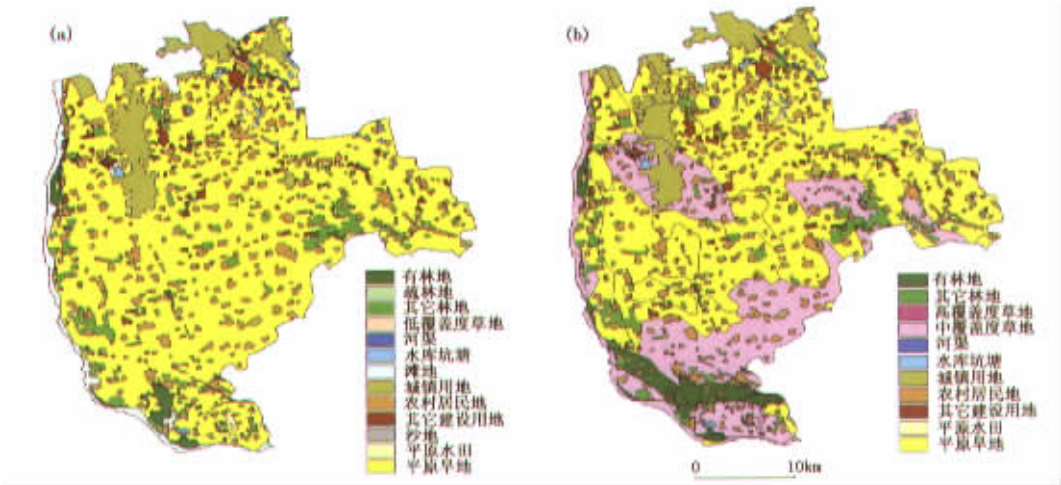 (a)
有林地
疏林地
其它林地
低覆盖度草地
河渠
水库坑塘
滩地
城镇用地
农村居民地
其它建设用地
沙地
平原水田
平原旱地
(b)
有林地
其它林地
高覆盖度草地
中覆盖度草地
河渠
水库坑塘
城镇用地
农村居民地
其它建设用地
平原水田
平原旱地
0 10km